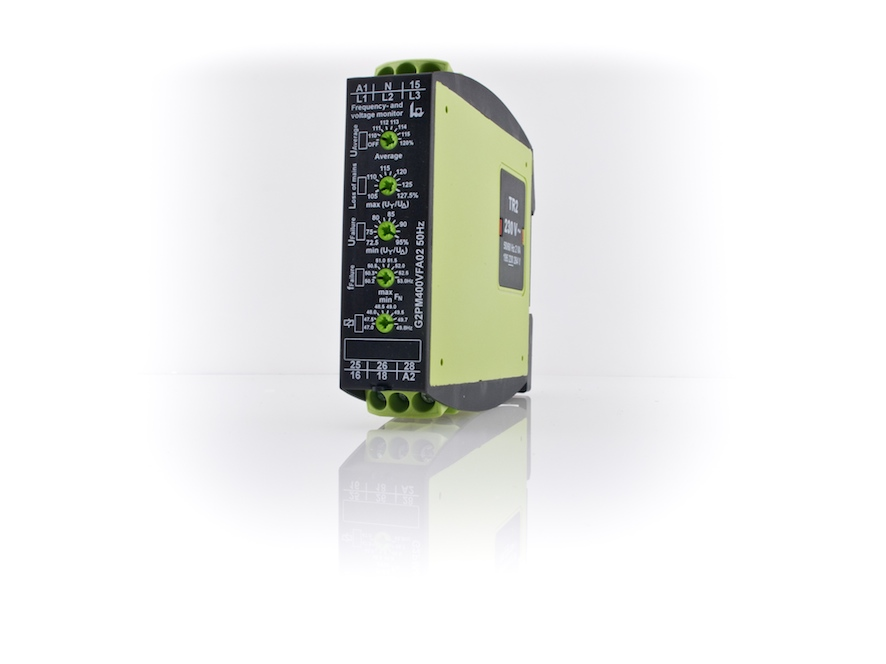 A1 N 15
L1 L2 L3
Frequency- and
voltage monitor
112 113
111 114
110 115
OFF 120%
UAverage
Average
115
110 120
125
105 127.5%
Loss of mains
max (UY/UΔ)
85
80 90
75
72.5 95%
UFailure
min (UY/UΔ)
51.0 51.5
50.5 52.0
50.3 52.5
50.2 53.0Hz
fFailure
max
min FN
48.5 49.0
48.0 49.5
47.5 49.7
47.0 49.8Hz
G2PM400VFA02 50Hz
25 26 28
16 18 A2
TR2
230 V~